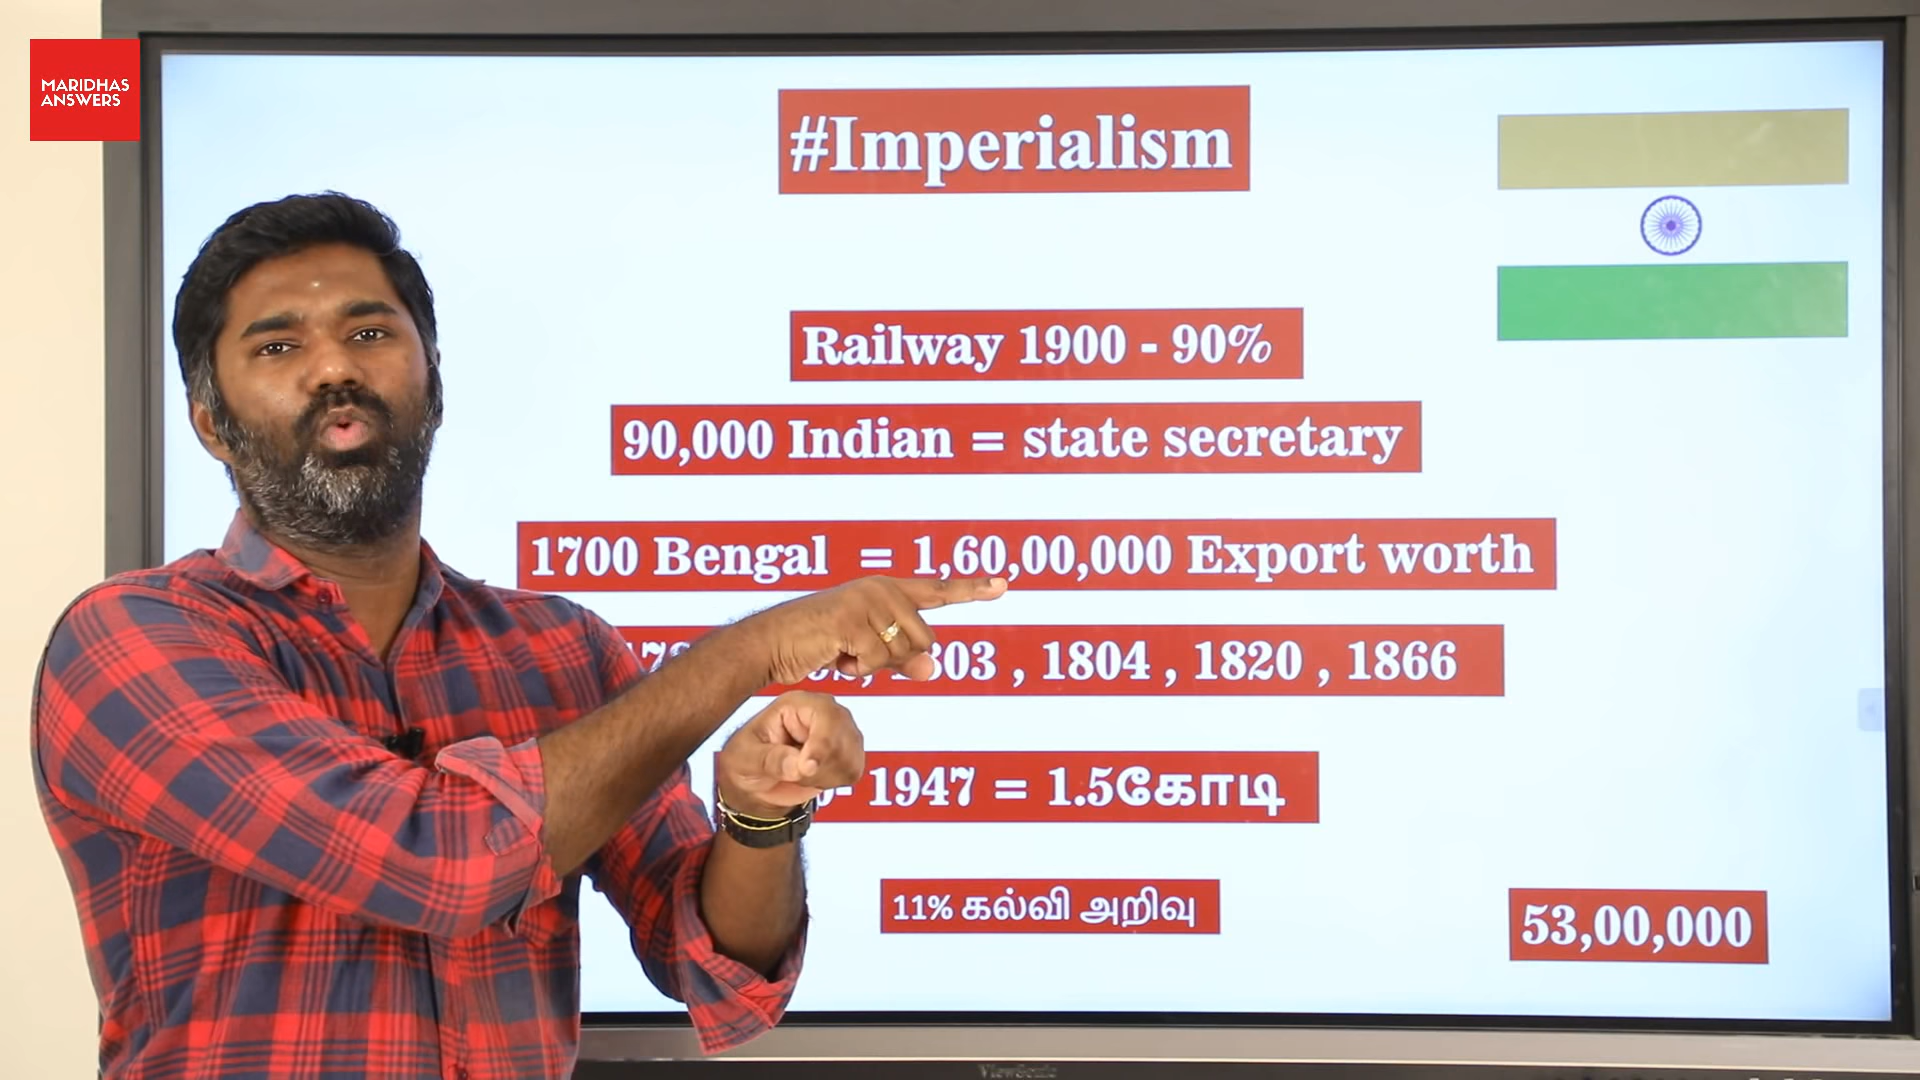 MARIDHAS
ANSWERS
#Imperialism
Railway 1900 - 90%
90,000 Indian = state secretary
1700 Bengal = 1,60,00,000 Export worth
1804 , 1820 , 1866
- 1947 = 1.5கோடி
11% கல்வி அறிவு
53,00,000
ViewSonic